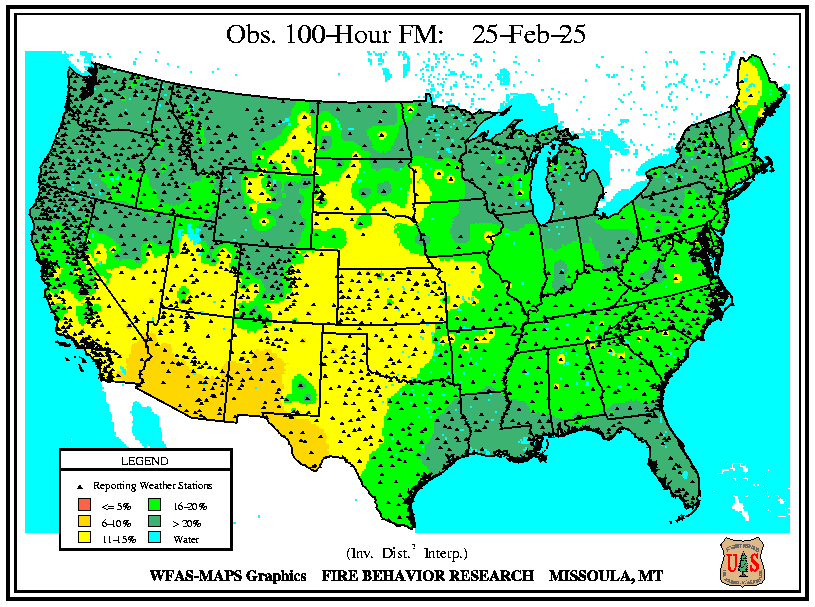 Obs. 100-Hour FM: 25-Feb-25
LEGEND
Reporting Weather Stations
<= 5%
16-20%
6-10%
> 20%
11-15%
Water
(Inv. Dist.² Interp.)
WFAS-MAPS Graphics FIRE BEHAVIOR RESEARCH MISSOULA, MT
U S